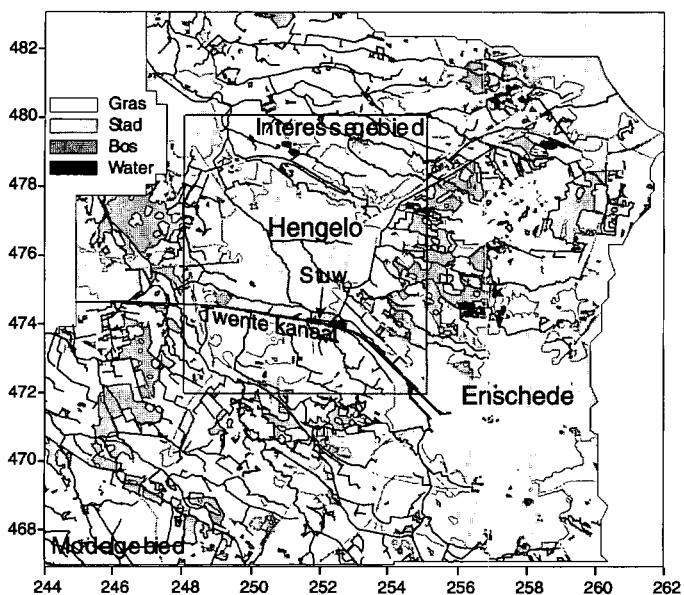 482
480
478
476
474
472
470
468
Gras
Stad
Bos
Water
Interessegebied
Hengelo
Stuw
Twente kanaal
Enschede
Modelgebied
244 246 248 250 252 254 256 258 260 262